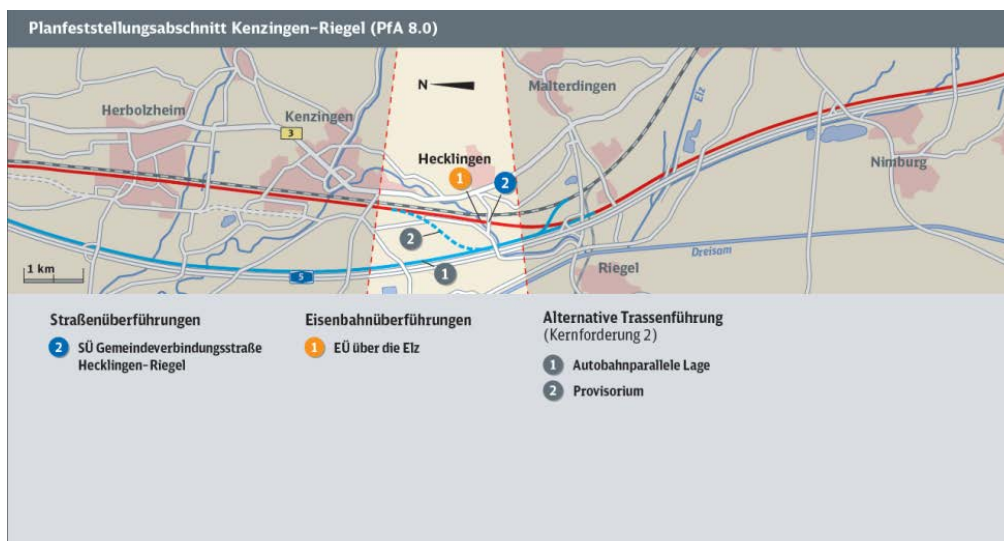 Planfeststellungsabschnitt Kenzingen–Riegel (PfA 8.0)
N
Malterdingen
Herbolzheim
Kenzingen
3
Elz
Hecklingen
1
2
Nimburg
2
Dreisam
1 km
5
1
Riegel
Straßenüberführungen
2 SÜ Gemeindeverbindungsstraße
Hecklingen-Riegel
Eisenbahnüberführungen
1 EÜ über die Elz
Alternative Trassenführung
(Kernforderung 2)
1 Autobahnparallele Lage
2 Provisorium